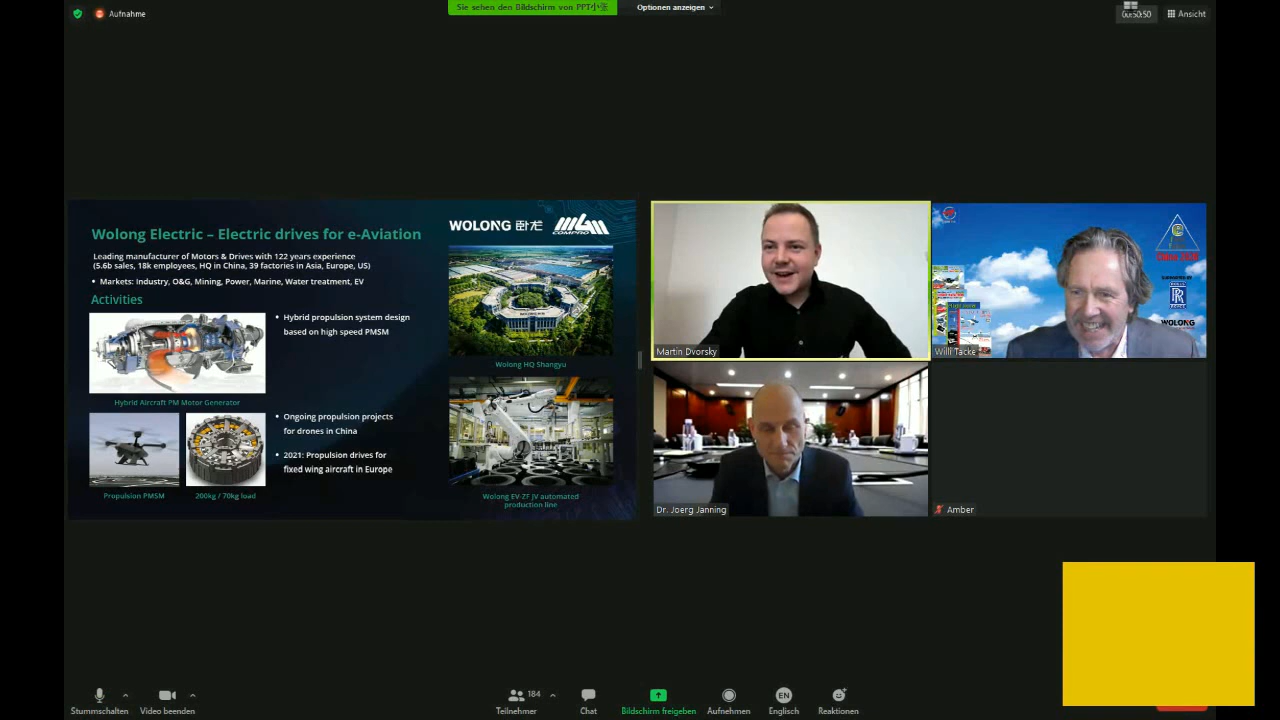 Aufnahme
Sie sehen den Bildschirm von PPT小张
Optionen anzeigen
00:50:50
Ansicht
WOLONG 卧龙
COMPRO
Wolong Electric – Electric drives for e-Aviation
Leading manufacturer of Motors & Drives with 122 years experience
(5.6b sales, 18k employees, HQ in China, 39 factories in Asia, Europe, US)
• Markets: Industry, O&G, Mining, Power, Marine, Water treatment, EV
Activities
• Hybrid propulsion system design
based on high speed PMSM
Hybrid Aircraft PM Motor Generator
• Ongoing propulsion projects
for drones in China
• 2021: Propulsion drives for
fixed wing aircraft in Europe
Propulsion PMSM
200kg / 70kg load
Wolong HQ Shangyu
Wolong EV-ZF JV automated
production line
Martin Dvorsky
WOLONG
Willi Tacke
Dr. Joerg Janning
Amber
Stummschalten
Video beenden
184
Teilnehmer
Chat
Bildschirm freigeben
Aufnehmen
EN
Englisch
Reaktionen